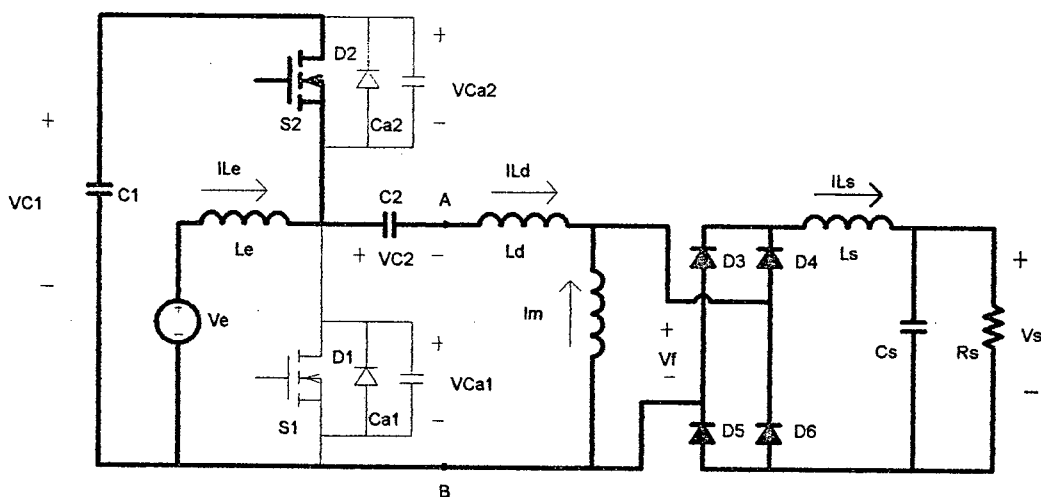 D2
+
VCa2
−
S2
Ca2
+
VC1
−
C1
ILe
Le
C2
+ VC2 −
A
ILd
Ld
ILs
Ls
D3
D4
Ve
+
−
D1
+
VCa1
−
S1
Ca1
Im
+
Vf
−
D5
D6
Cs
Rs
+
Vs
−
B